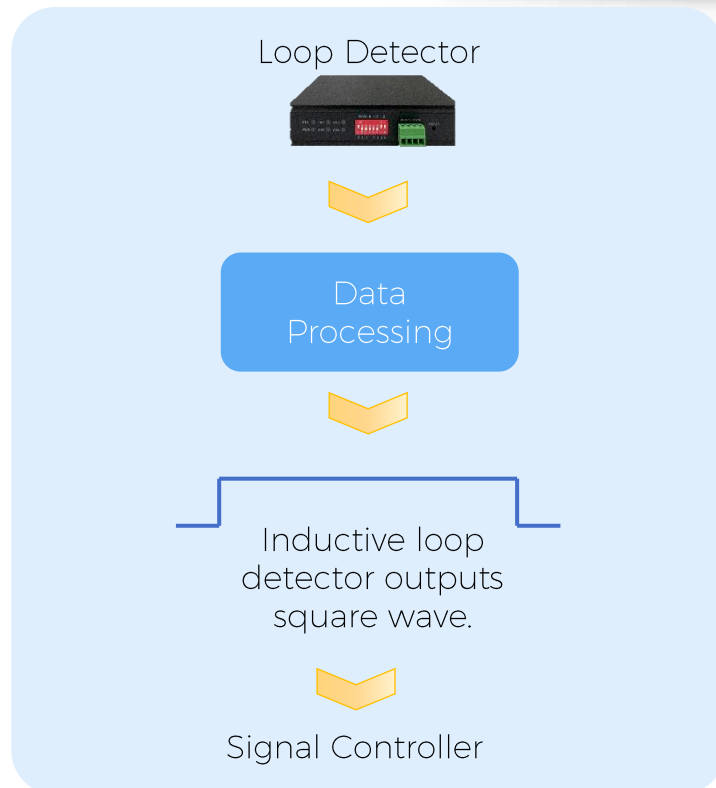 Loop Detector
Data
Processing
Inductive loop
detector outputs
square wave.
Signal Controller